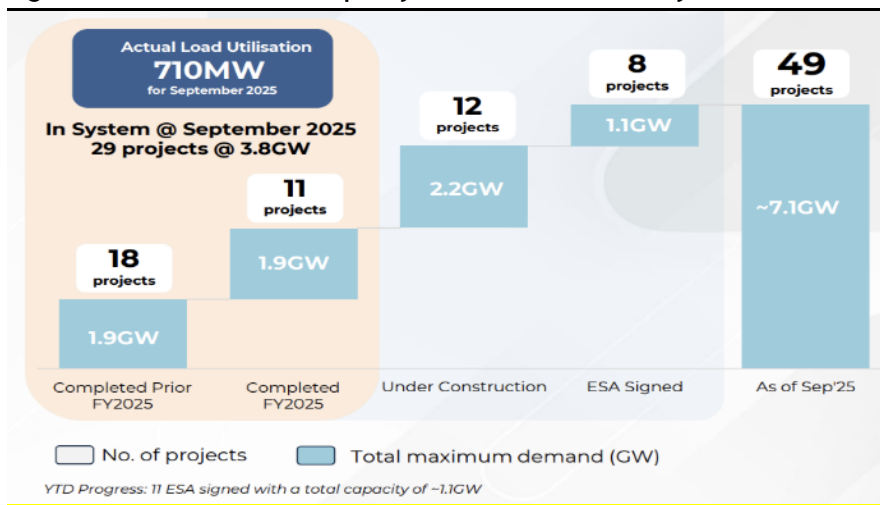 Actual Load Utilisation
710MW
for September 2025
In System @ September 2025
29 projects @ 3.8GW
18
projects
1.9GW
11
projects
1.9GW
12
projects
2.2GW
8
projects
1.1GW
49
projects
~7.1GW
Completed Prior
FY2025
Completed
FY2025
Under Construction
ESA Signed
As of Sep'25
No. of projects
Total maximum demand (GW)
YTD Progress: 11 ESA signed with a total capacity of ~1.1GW